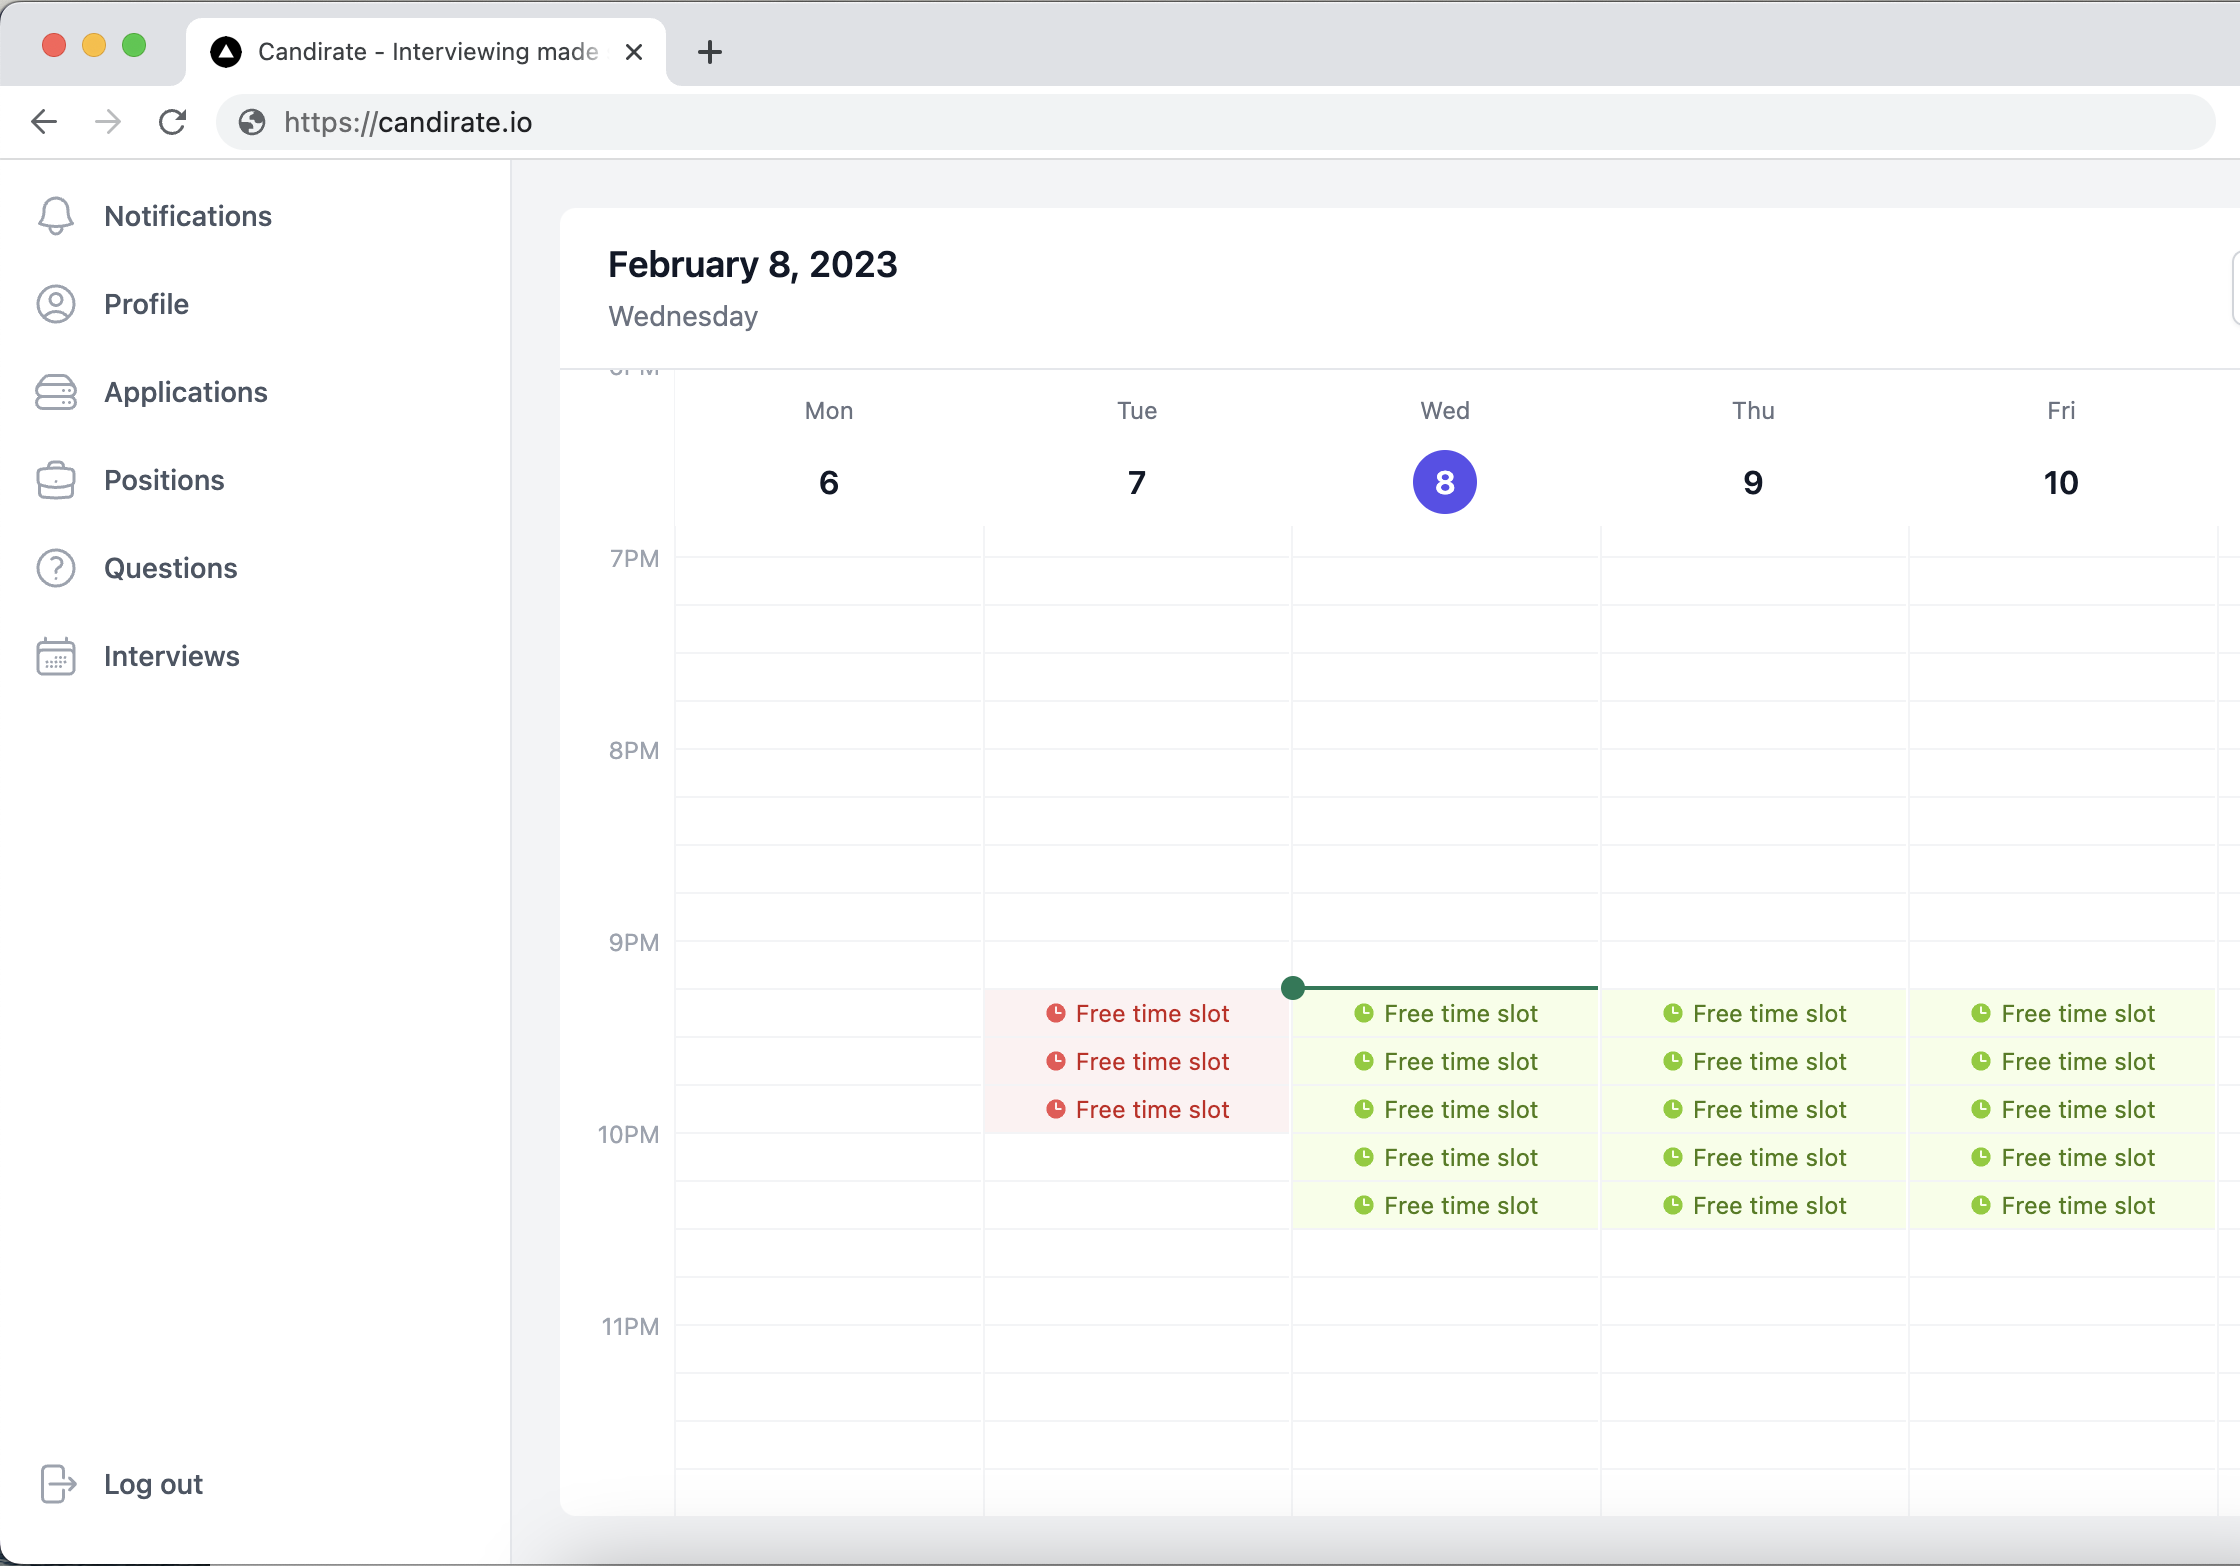 Candirate - Interviewing made
https://candirate.io
Notifications
Profile
Applications
Positions
Questions
Interviews
Log out
February 8, 2023
Wednesday
Mon Tue Wed Thu Fri
6 7 8 9 10
7PM
8PM
9PM
Free time slot Free time slot Free time slot Free time slot
Free time slot Free time slot Free time slot Free time slot
Free time slot Free time slot Free time slot Free time slot
10PM
Free time slot Free time slot Free time slot
Free time slot Free time slot Free time slot
11PM